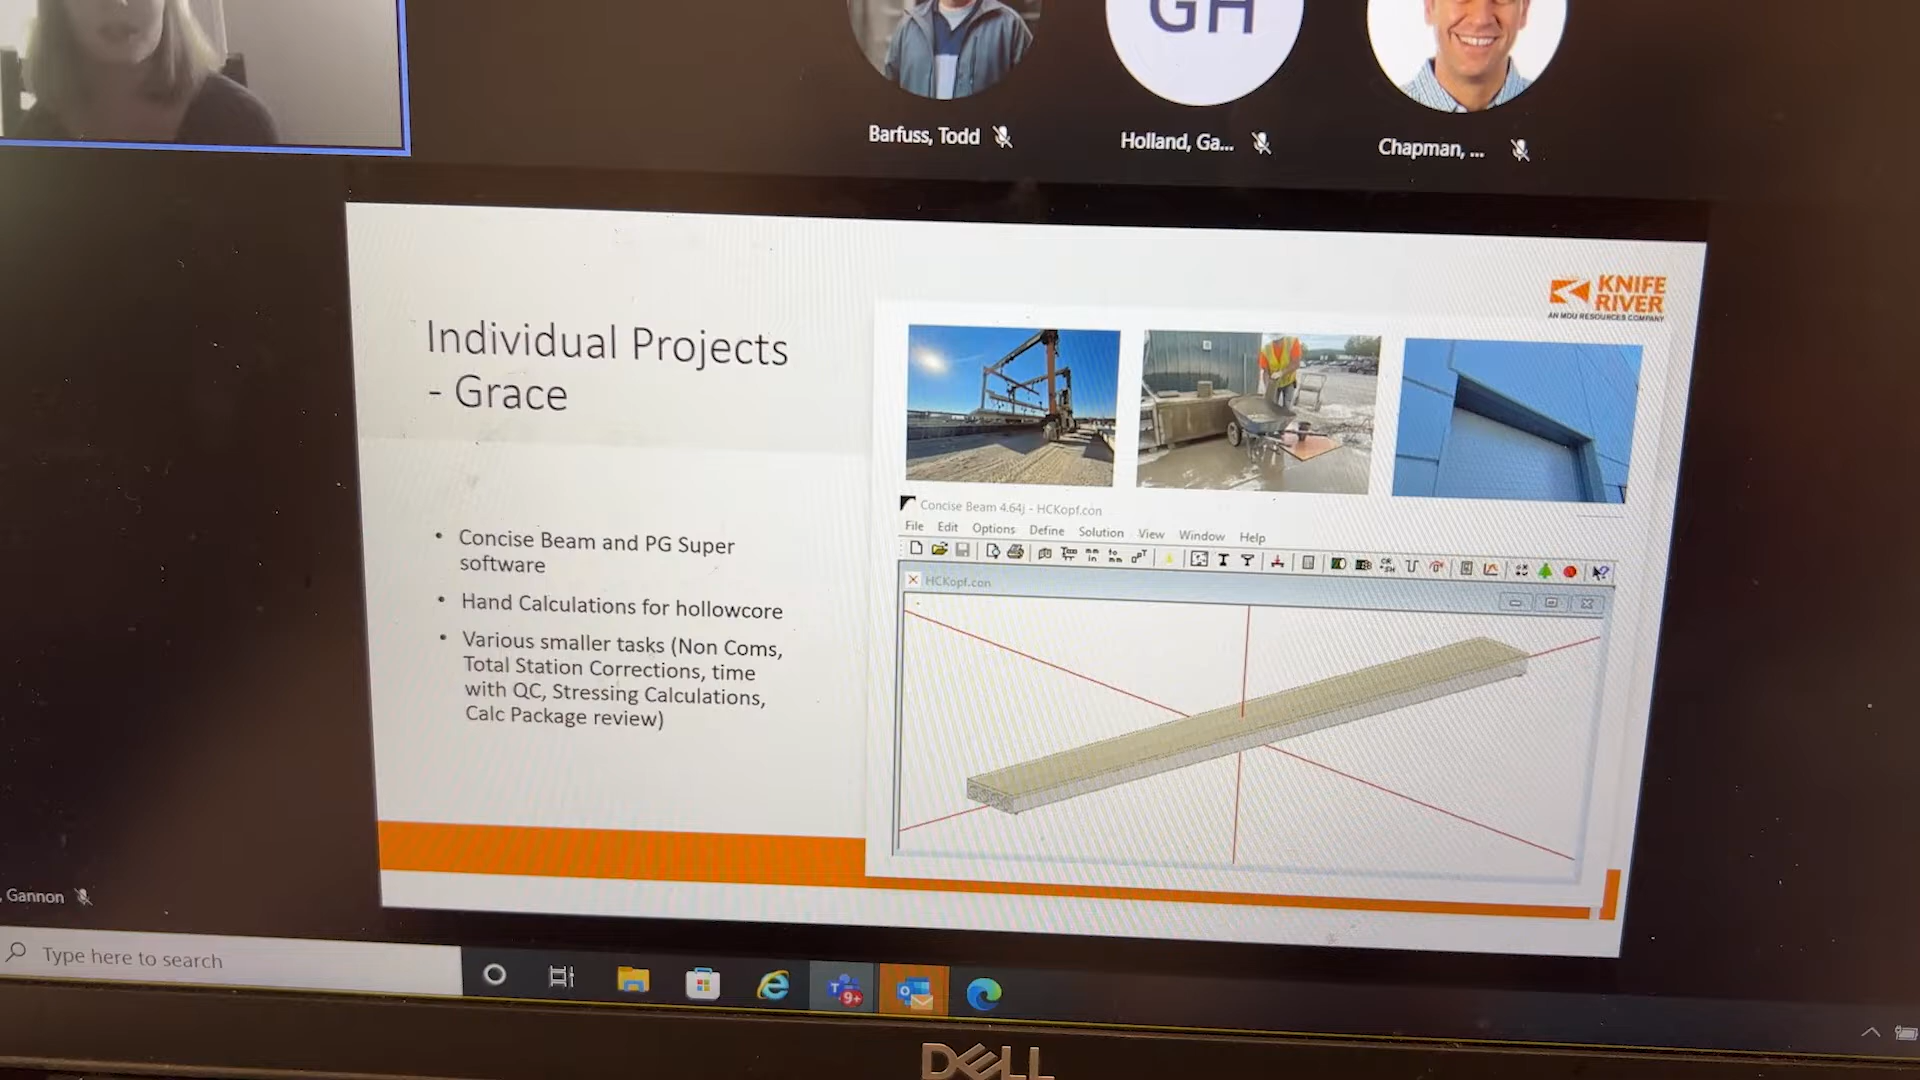 GH
Barfuss, Todd
Holland, Ga...
Chapman, ...
KNIFE
RIVER
AN MDU RESOURCES COMPANY
Individual Projects
- Grace
• Concise Beam and PG Super
software
• Hand Calculations for hollowcore
• Various smaller tasks (Non Coms,
Total Station Corrections, time
with QC, Stressing Calculations,
Calc Package review)
Concise Beam 4.64j - HCKopf.con
File Edit Options Define Solution View Window Help
HCKopf.con
, Gannon
Type here to search
9+
DELL